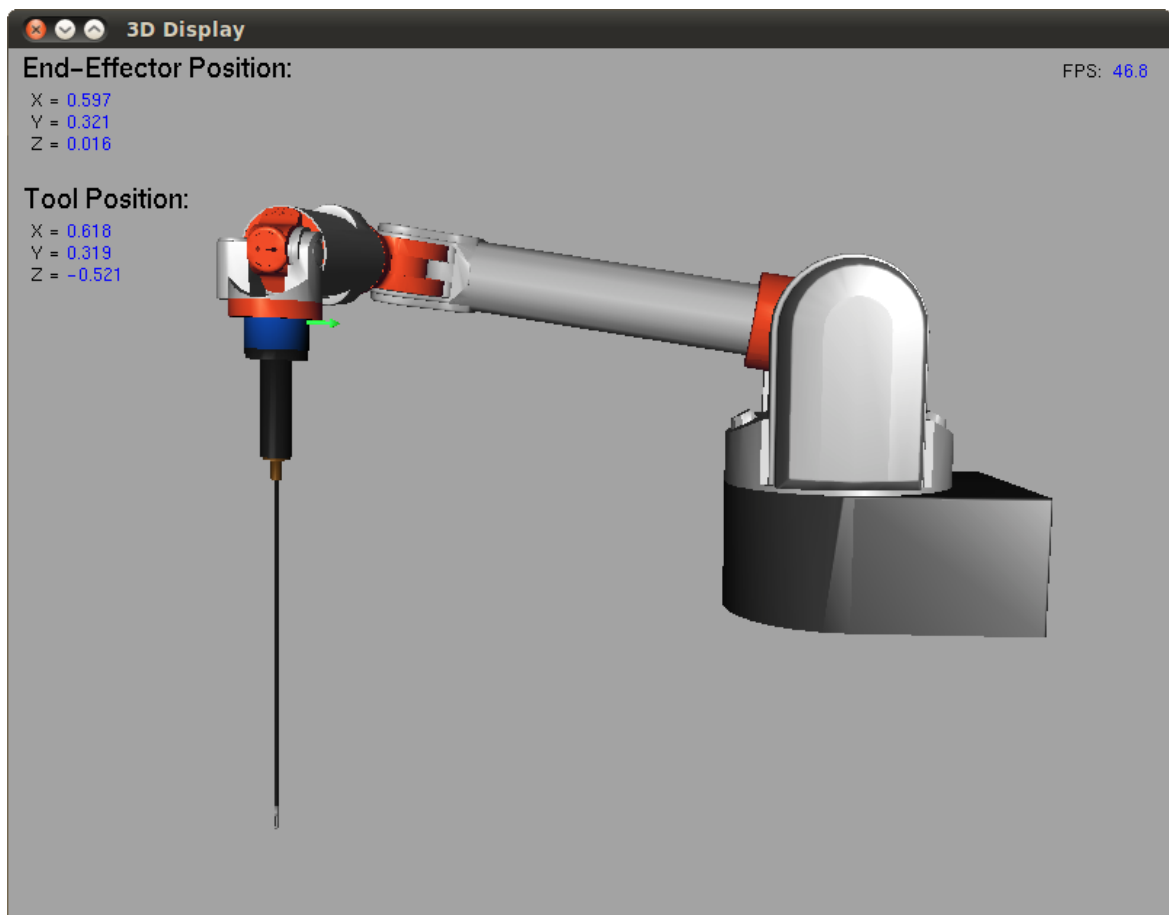 3D Display
End-Effector Position:
FPS: 46.8
X = 0.597
Y = 0.321
Z = 0.016
Tool Position:
X = 0.618
Y = 0.319
Z = -0.521